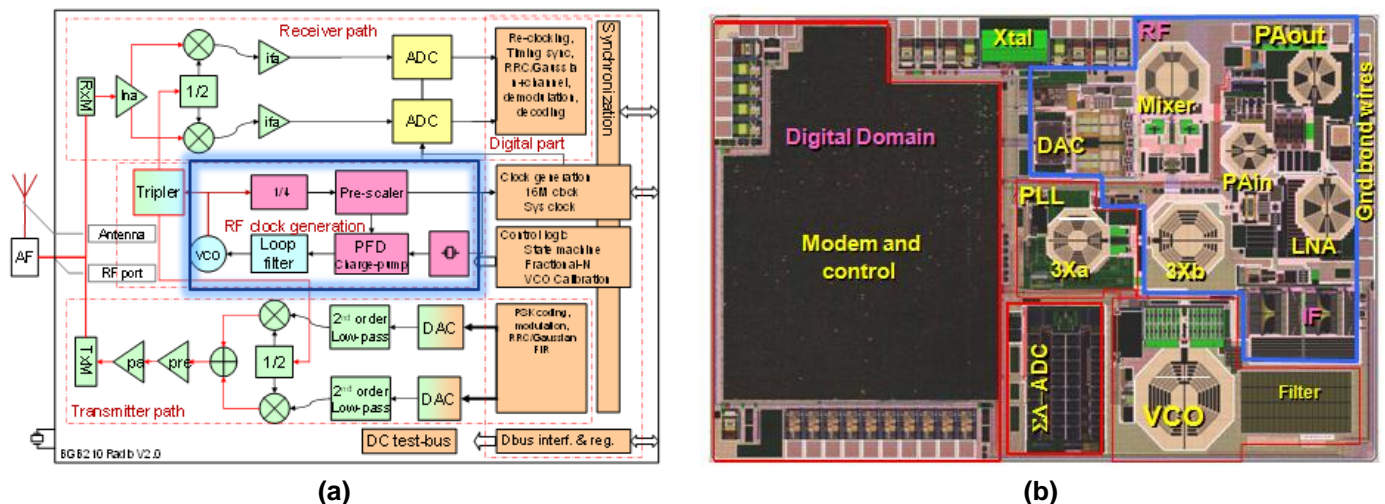 Receiver path
Re-clocking,
Timing sync,
RRC/Gaussian
n-channel,
demodulation,
decoding
Synchronization
RxM
lna
1/2
ifa
ifa
ADC
ADC
Digital part
Tripler
1/4
Pre-scaler
RF clock generation
VCO
Loop
filter
PFD
Charge-pump
Clock generation
16M clock
Sys clock
Control logic
State machine
Fractional-N
VCO Calibration
Antenna
RF port
AF
TxM
pa
pre
1/2
2nd order
Low-pass
DAC
2nd order
Low-pass
DAC
PSK coding,
modulation,
RRC/Gaussian
FIR
Transmitter path
DC test-bus
Dbus interf. & reg.
BGB210 Radio V2.0
(a)
Xtal
RF
PAout
Mixer
Digital Domain
DAC
PAin
Gnd bond wires
PLL
LNA
Modem and
control
3Xa
3Xb
IF
ΣΔ-ADC
VCO
Filter
(b)